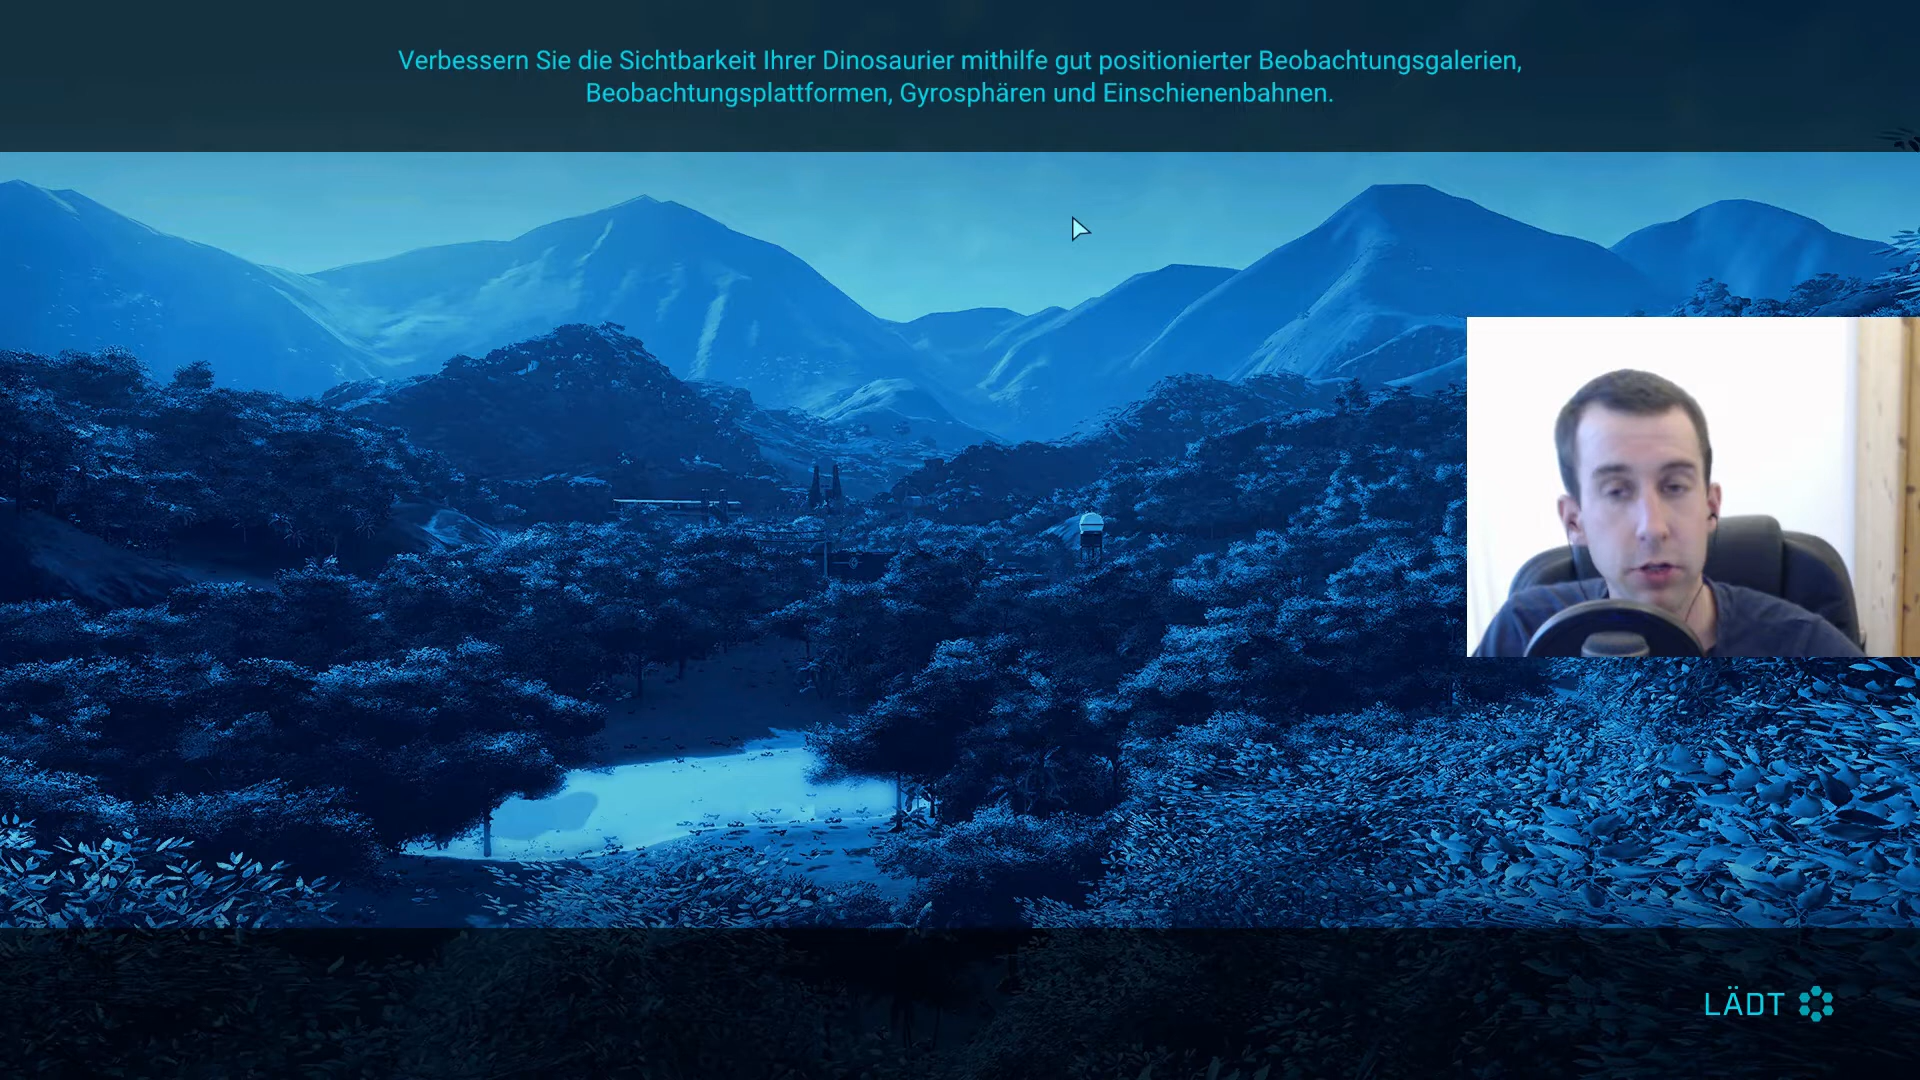 Verbessern Sie die Sichtbarkeit Ihrer Dinosaurier mithilfe gut positionierter Beobachtungsgalerien,
Beobachtungsplattformen, Gyrosphären und Einschienenbahnen.
LÄDT